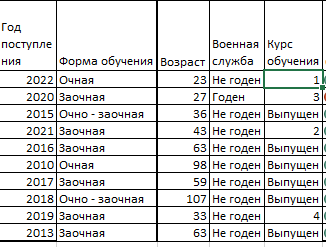 Год поступле ния Форма обучения Возраст Военная служба Курс обучения
2022 Очная 23 Не годен 1
2020 Заочная 27 Годен 3
2015 Очно - заочная 36 Не годен Выпущен
2021 Заочная 43 Не годен 2
2016 Заочная 63 Не годен Выпущен
2010 Очная 98 Не годен Выпущен
2017 Заочная 59 Не годен Выпущен
2018 Очно - заочная 107 Не годен Выпущен
2019 Заочная 33 Не годен 4
2013 Заочная 63 Не годен Выпущен